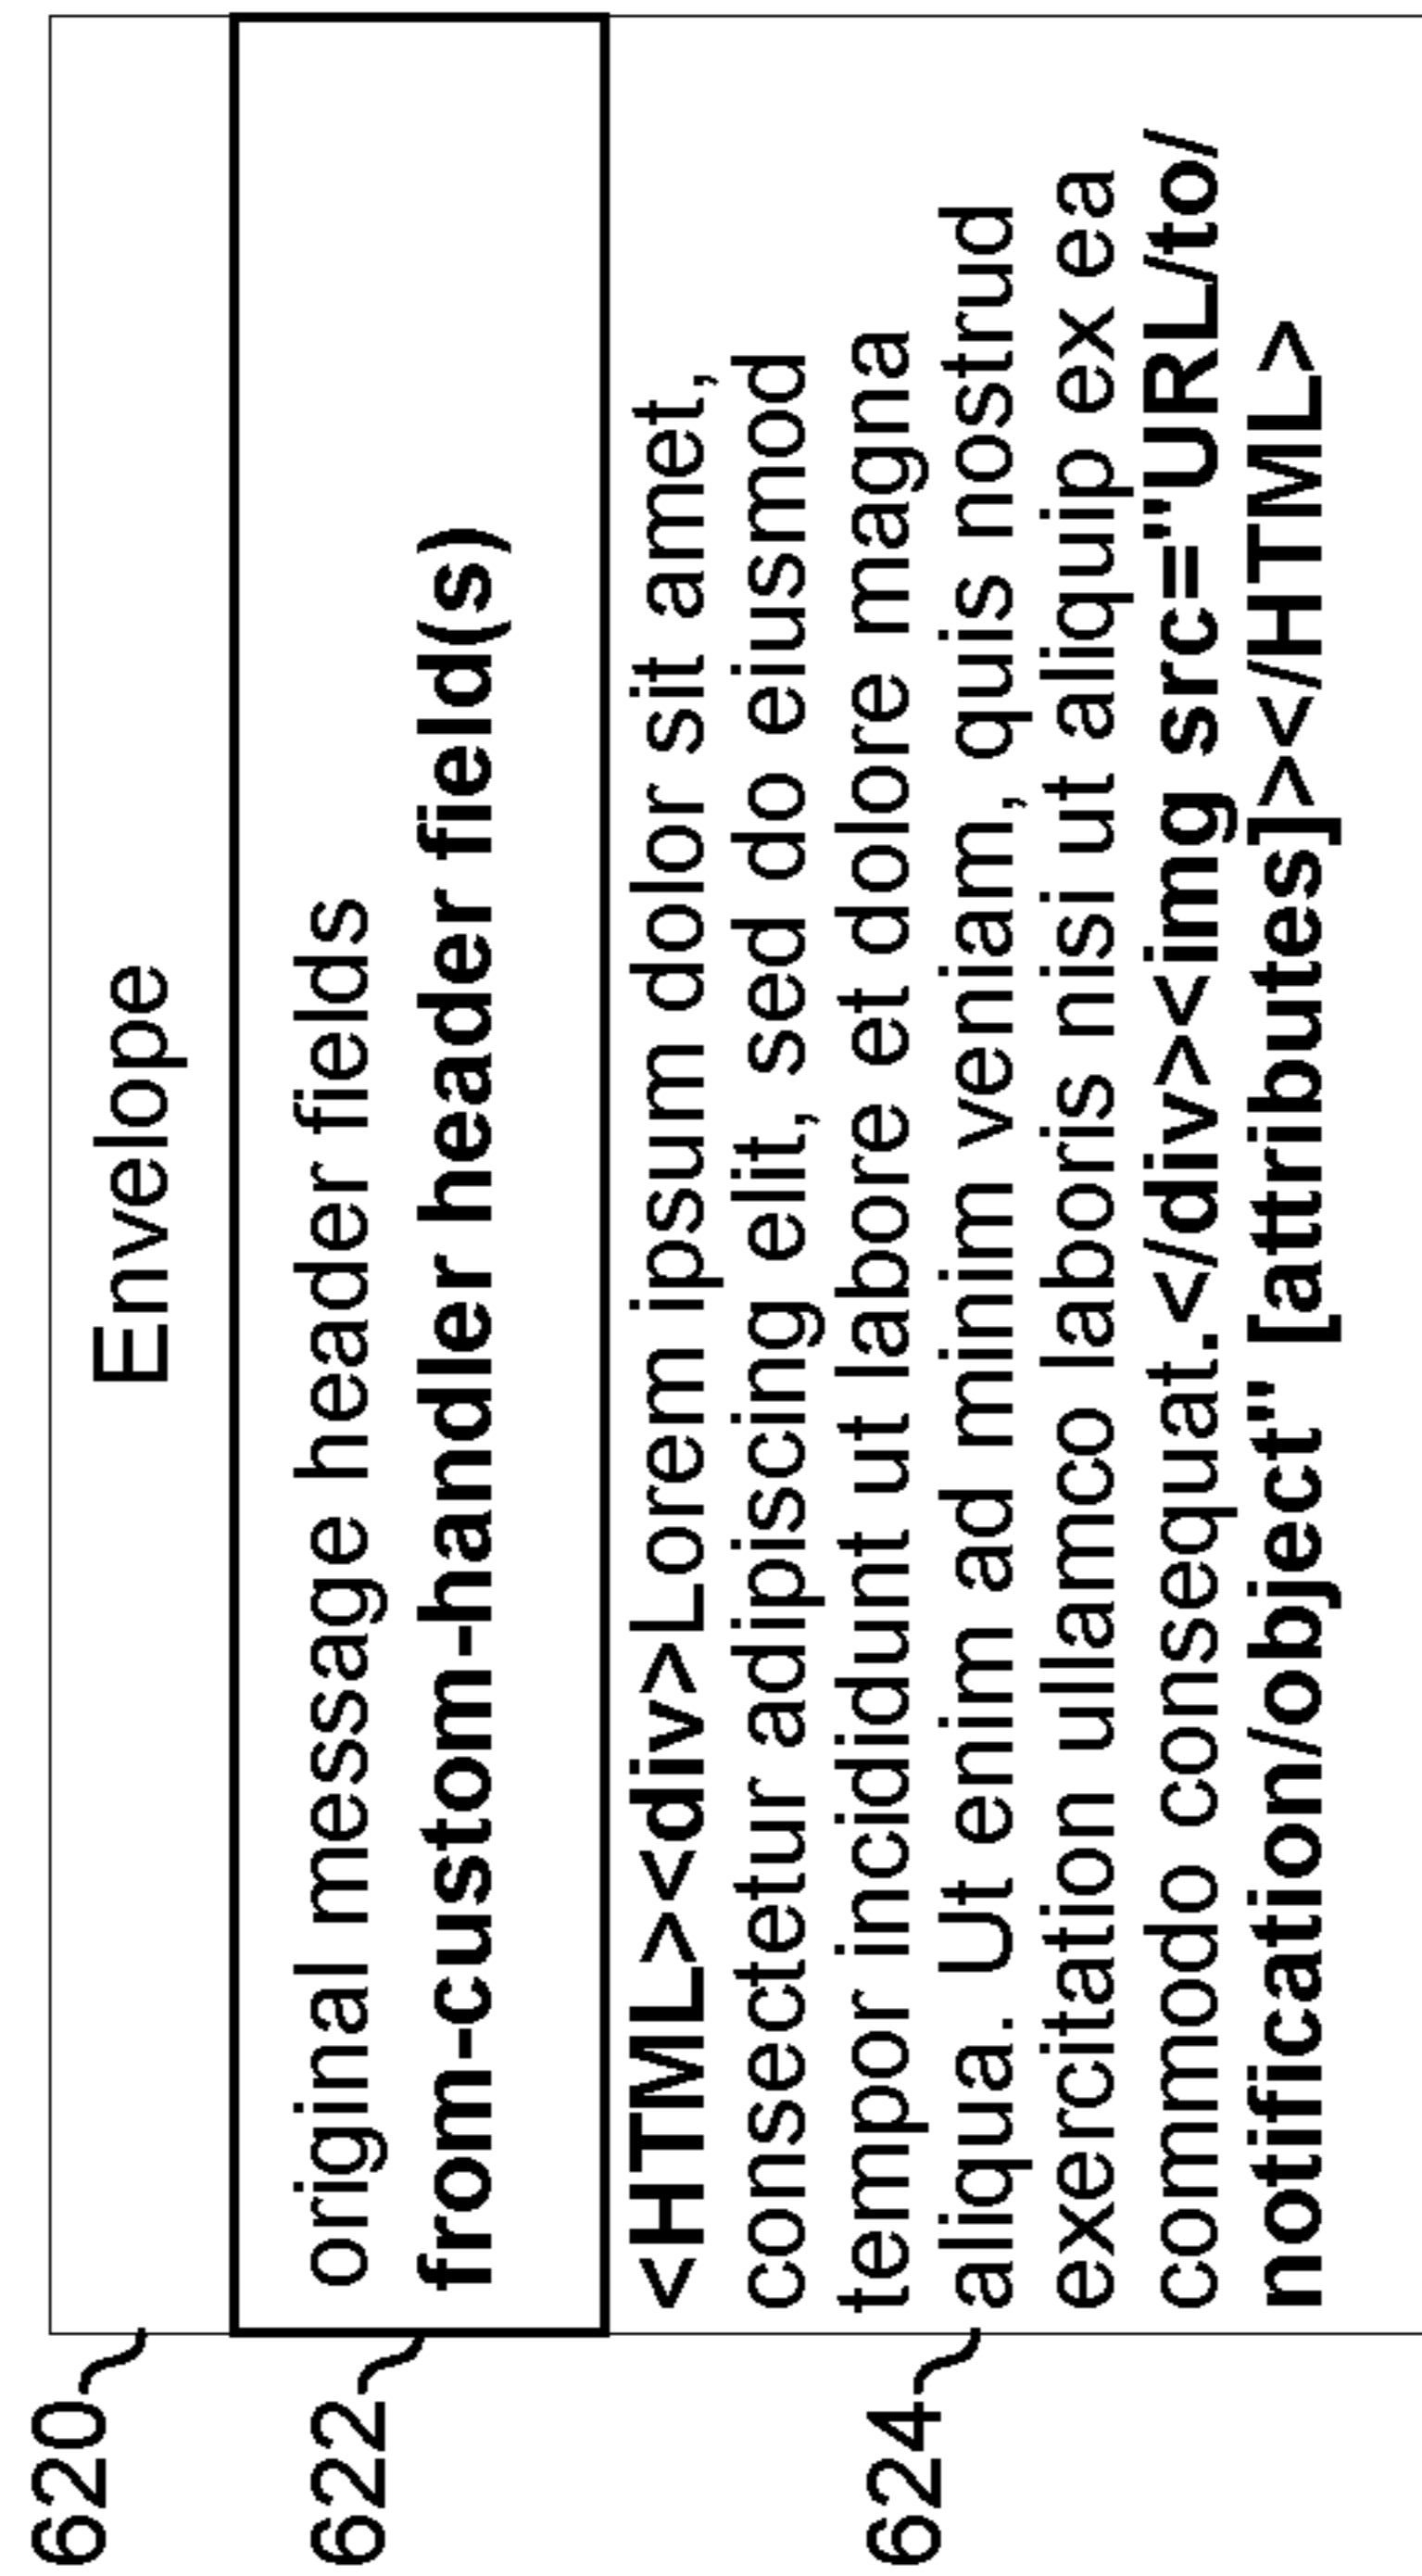 620
Envelope
622
original message header fields
from-custom-handler header field(s)
624
<HTML><div>Lorem ipsum dolor sit amet,
consectetur adipiscing elit, sed do eiusmod
tempor incididunt ut labore et dolore magna
aliqua. Ut enim ad minim veniam, quis nostrud
exercitation ullamco laboris nisi ut aliquip ex ea
commodo consequat.</div><img src="URL/to/
notification/object" [attributes]></HTML>